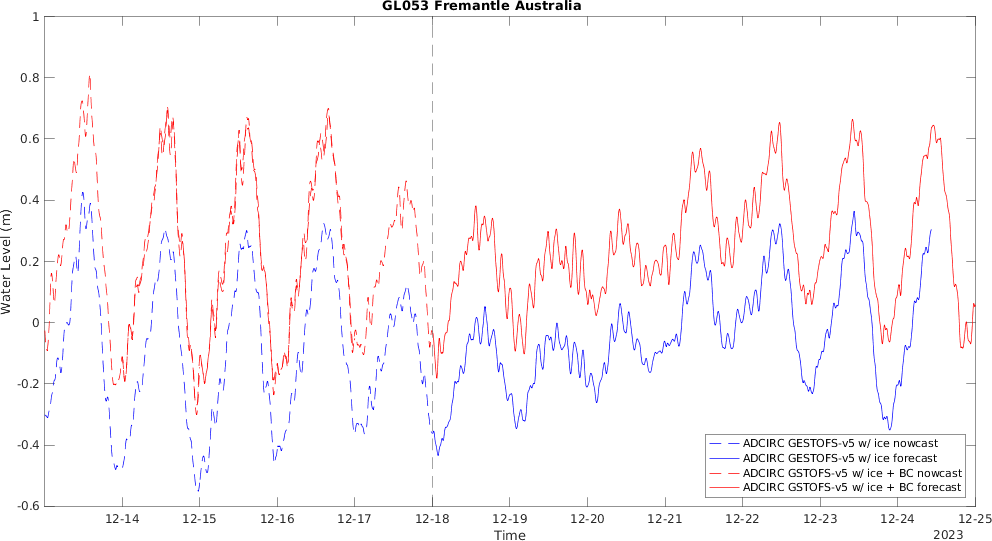 GL053 Fremantle Australia
1
0.8
0.6
0.4
0.2
0
-0.2
-0.4
-0.6
Water Level (m)
12-14 12-15 12-16 12-17 12-18 12-19 12-20 12-21 12-22 12-23 12-24 12-25
Time
2023
ADCIRC GESTOFS-v5 w/ ice nowcast
ADCIRC GESTOFS-v5 w/ ice forecast
ADCIRC GSTOFS-v5 w/ ice + BC nowcast
ADCIRC GSTOFS-v5 w/ ice + BC forecast